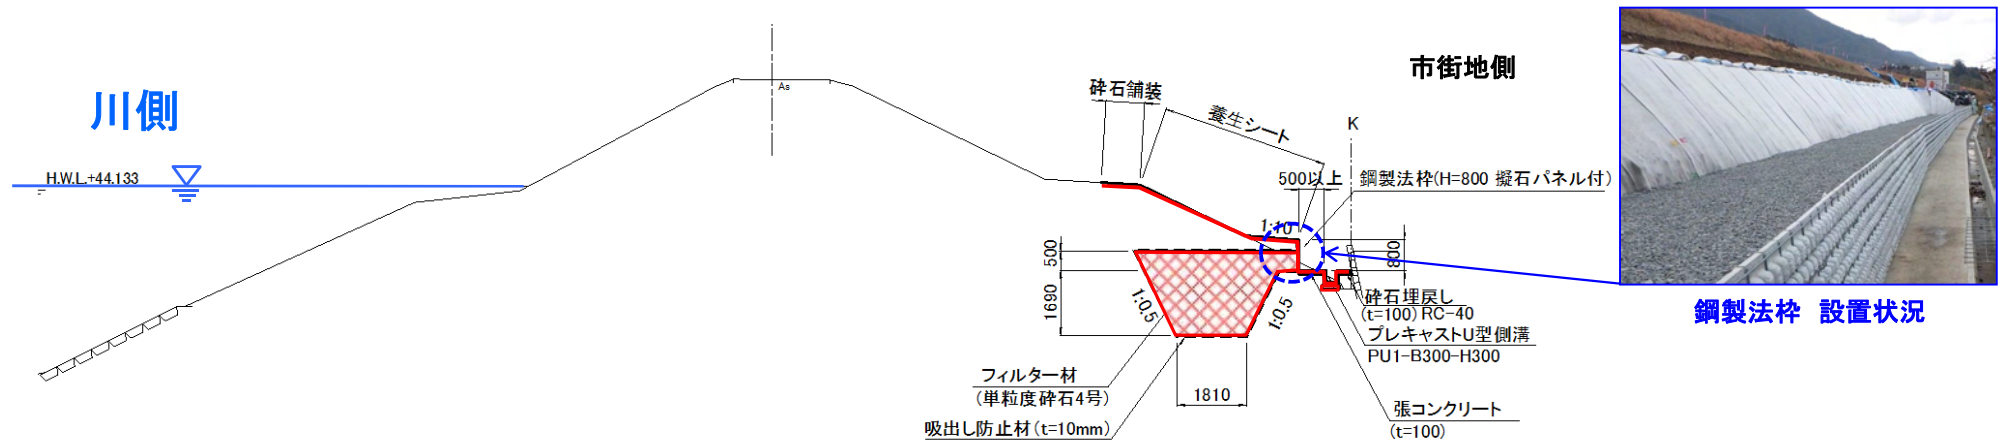 川側
H.W.L.+44.133
As
砕石舗装
養生シート
市街地側
K
500以上
鋼製法枠(H=800 擬石パネル付)
1:10
500
1690
800
1:0.5
1:0.5
砕石埋戻し
(t=100) RC-40
プレキャストU型側溝
PU1-B300-H300
フィルター材
(単粒度砕石4号)
1810
吸出し防止材(t=10mm)
張コンクリート
(t=100)
鋼製法枠 設置状況